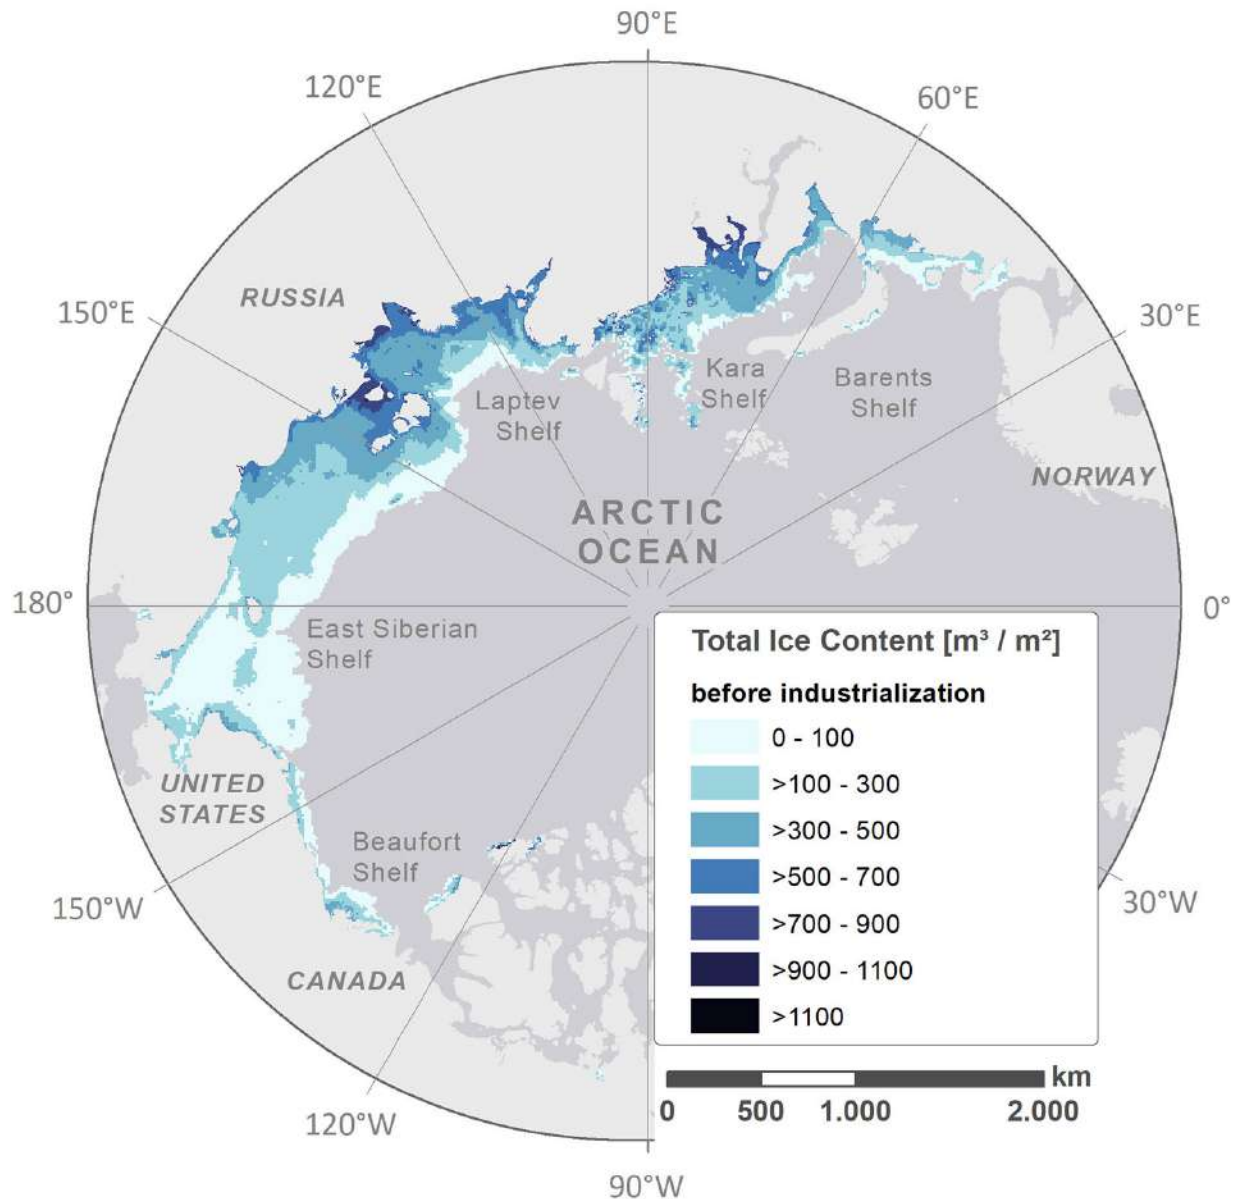 90°E
120°E
60°E
RUSSIA
150°E
30°E
Kara
Shelf
Barents
Shelf
Laptev
Shelf
NORWAY
ARCTIC
OCEAN
180°
0°
East Siberian
Shelf
UNITED
STATES
Beaufort
Shelf
150°W
30°W
CANADA
120°W
90°W
Total Ice Content [m³ / m²]
before industrialization
0 - 100
>100 - 300
>300 - 500
>500 - 700
>700 - 900
>900 - 1100
>1100
km
0 500 1.000 2.000